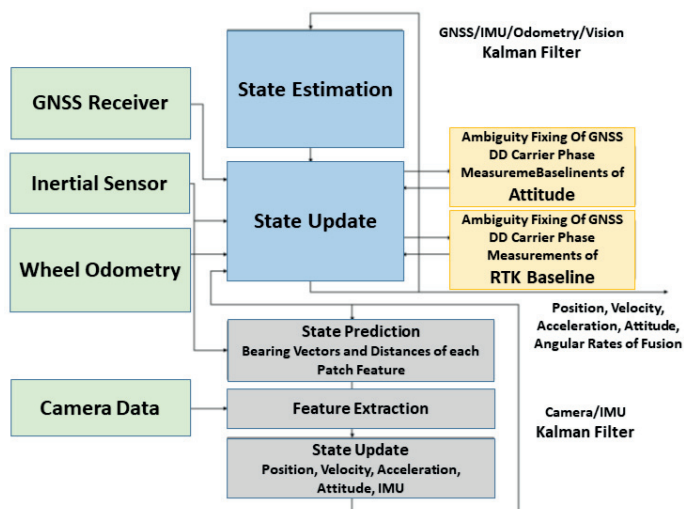 GNSS/IMU/Odometry/Vision
Kalman Filter
State Estimation
GNSS Receiver
Ambiguity Fixing Of GNSS
DD Carrier Phase
MeasuremeBaselinents of
Attitude
Inertial Sensor
State Update
Ambiguity Fixing Of GNSS
DD Carrier Phase
Measurements of
RTK Baseline
Wheel Odometry
Position, Velocity,
Acceleration, Attitude,
Angular Rates of Fusion
State Prediction
Bearing Vectors and Distances of each
Patch Feature
Camera Data
Feature Extraction
Camera/IMU
Kalman Filter
State Update
Position, Velocity, Acceleration,
Attitude, IMU